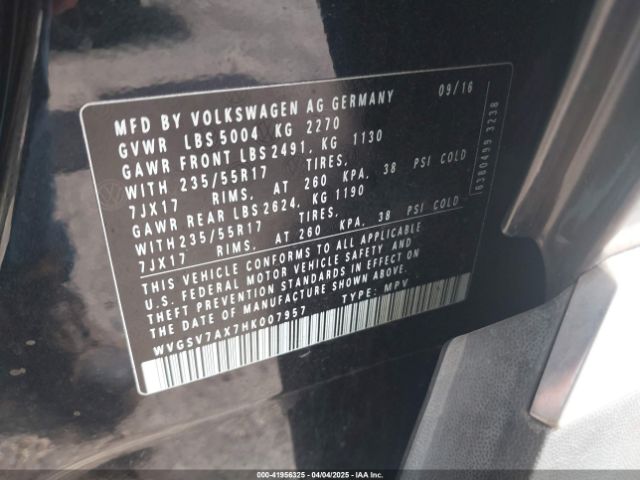 MFD BY VOLKSWAGEN AG GERMANY 09/16
GVWR LBS 5004 KG 2270
GAWR FRONT LBS 2491, KG 1130
WITH 235/55R17 TIRES,
7JX17 RIMS, AT 260 KPA, 38 PSI COLD
GAWR REAR LBS 2624, KG 1190
WITH 235/55R17 TIRES,
7JX17 RIMS, AT 260 KPA, 38 PSI COLD
THIS VEHICLE CONFORMS TO ALL APPLICABLE
U.S. FEDERAL MOTOR VEHICLE SAFETY AND
THEFT PREVENTION STANDARDS IN EFFECT ON
THE DATE OF MANUFACTURE SHOWN ABOVE.
WVGSV7AX7HK007957 TYPE: MPV
16380499 3238
000-41956325 - 04/04/2025 - IAA Inc.